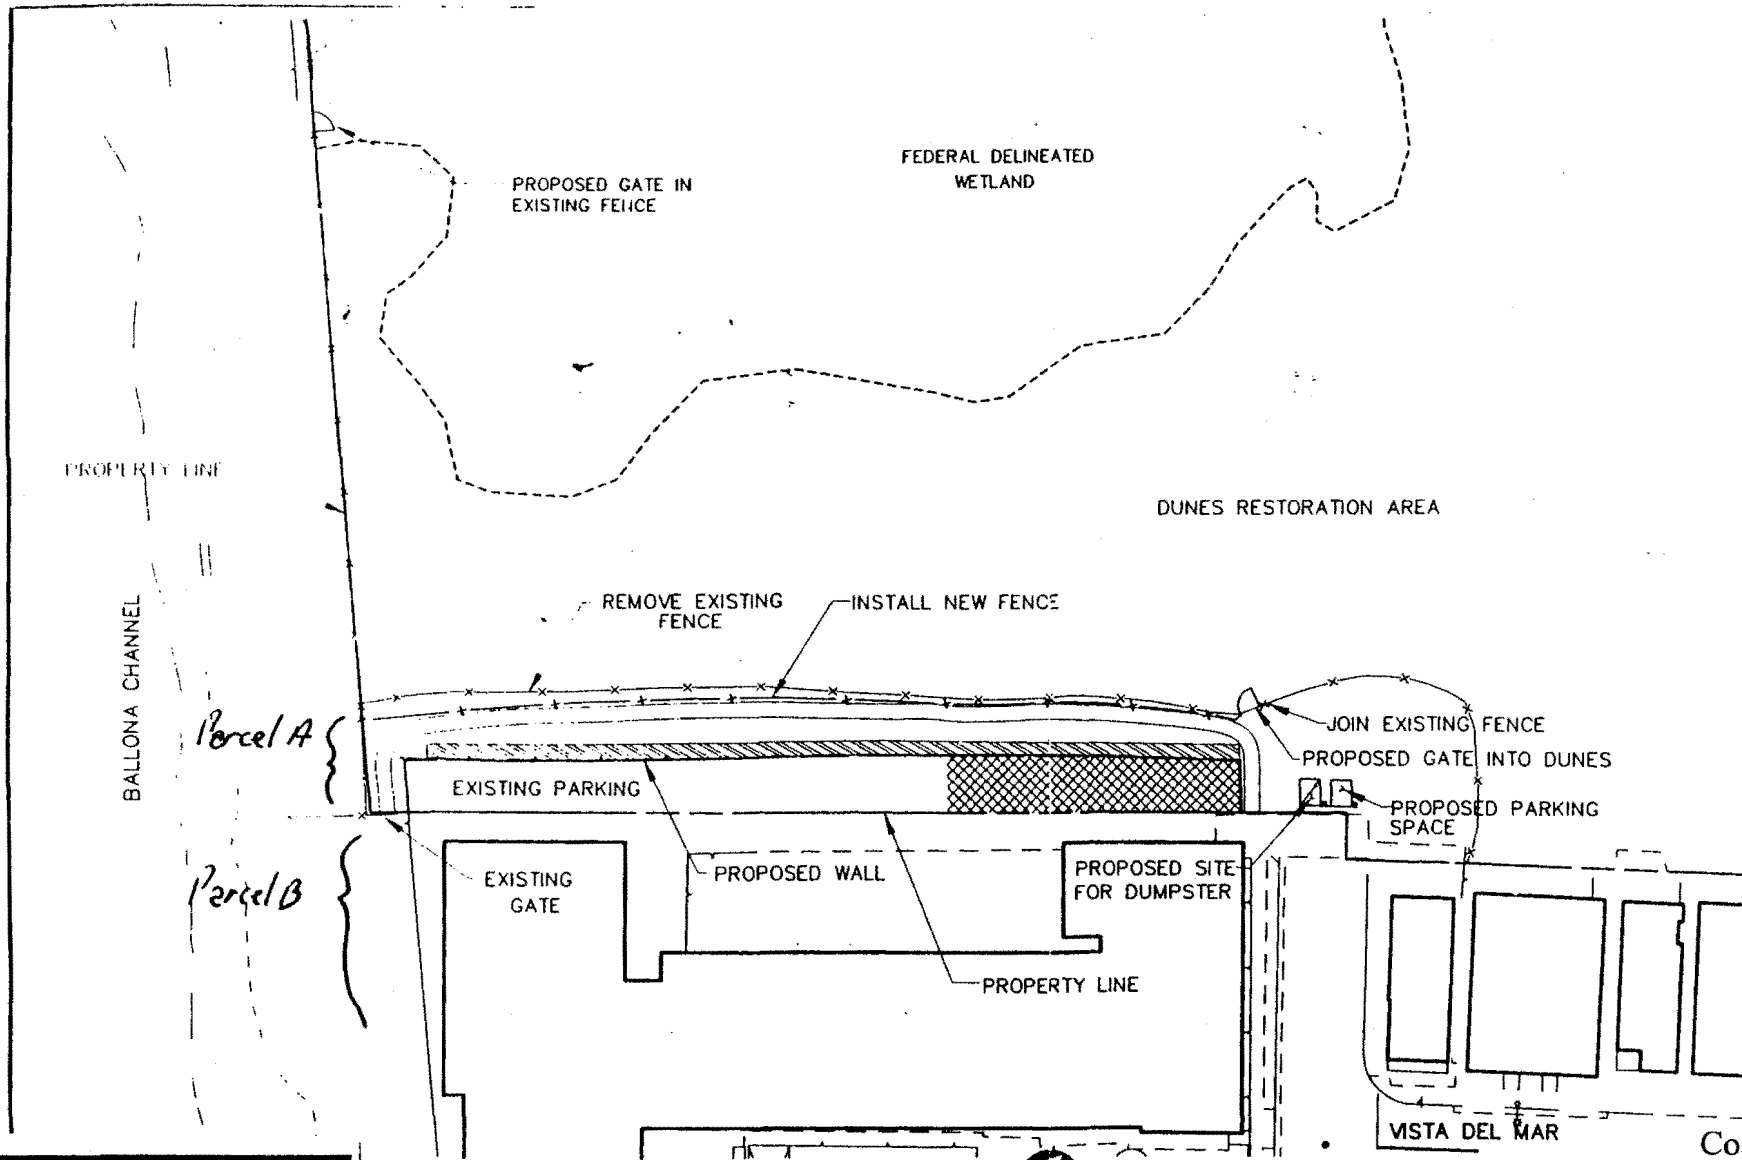 FEDERAL DELINEATED
WETLAND
PROPOSED GATE IN
EXISTING FENCE
PROPERTY LINE
DUNES RESTORATION AREA
BALLONA CHANNEL
REMOVE EXISTING
FENCE
INSTALL NEW FENCE
Parcel A
JOIN EXISTING FENCE
PROPOSED GATE INTO DUNES
EXISTING PARKING
PROPOSED PARKING
SPACE
Parcel B
EXISTING
GATE
PROPOSED WALL
PROPOSED SITE
FOR DUMPSTER
PROPERTY LINE
VISTA DEL MAR
Co